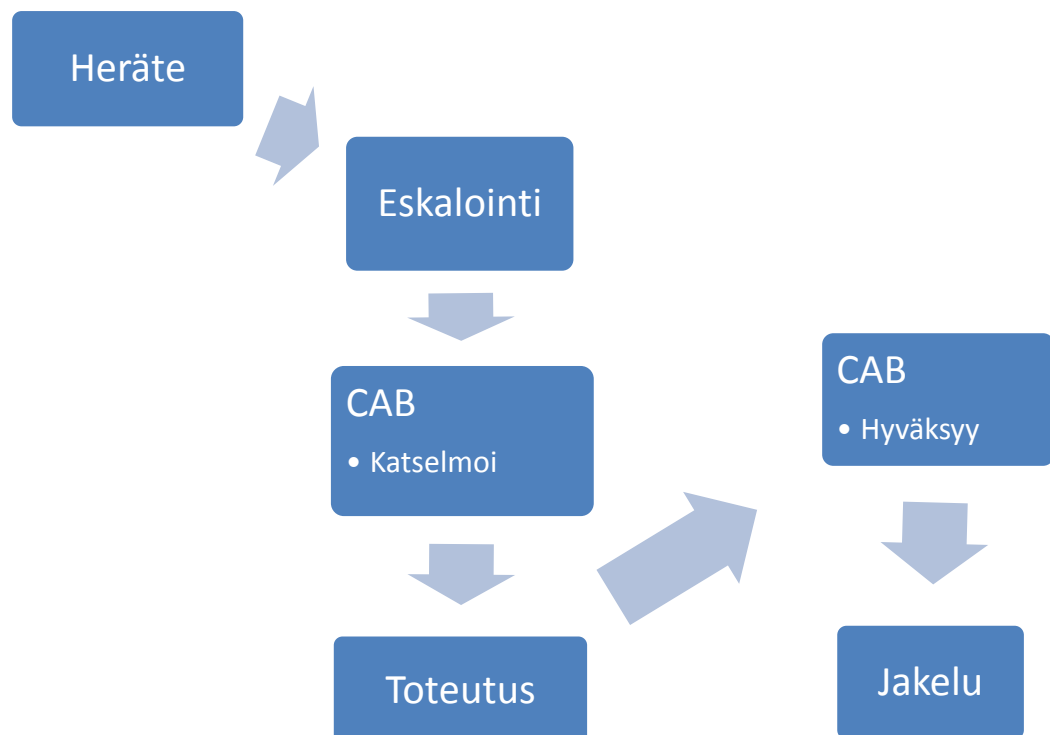 Heräte
Eskalointi
CAB
• Katselmoi
Toteutus
CAB
• Hyväksyy
Jakelu